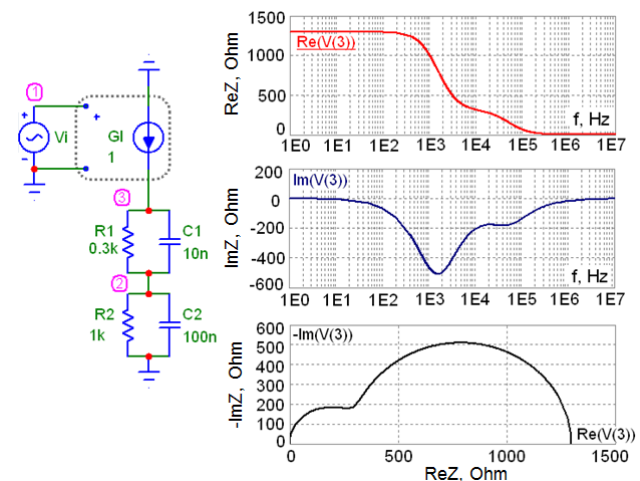 1
+
Vi
-
+
GI
1
3
R1
0.3k
C1
10n
2
R2
1k
C2
100n
1500
1000
500
0
ReZ, Ohm
Re(V(3))
f, Hz
1E0 1E1 1E2 1E3 1E4 1E5 1E6 1E7
200
0
-200
-400
-600
ImZ, Ohm
Im(V(3))
f, Hz
1E0 1E1 1E2 1E3 1E4 1E5 1E6 1E7
600
500
400
300
200
100
0
-ImZ, Ohm
-Im(V(3))
Re(V(3))
0 500 1000 1500
ReZ, Ohm